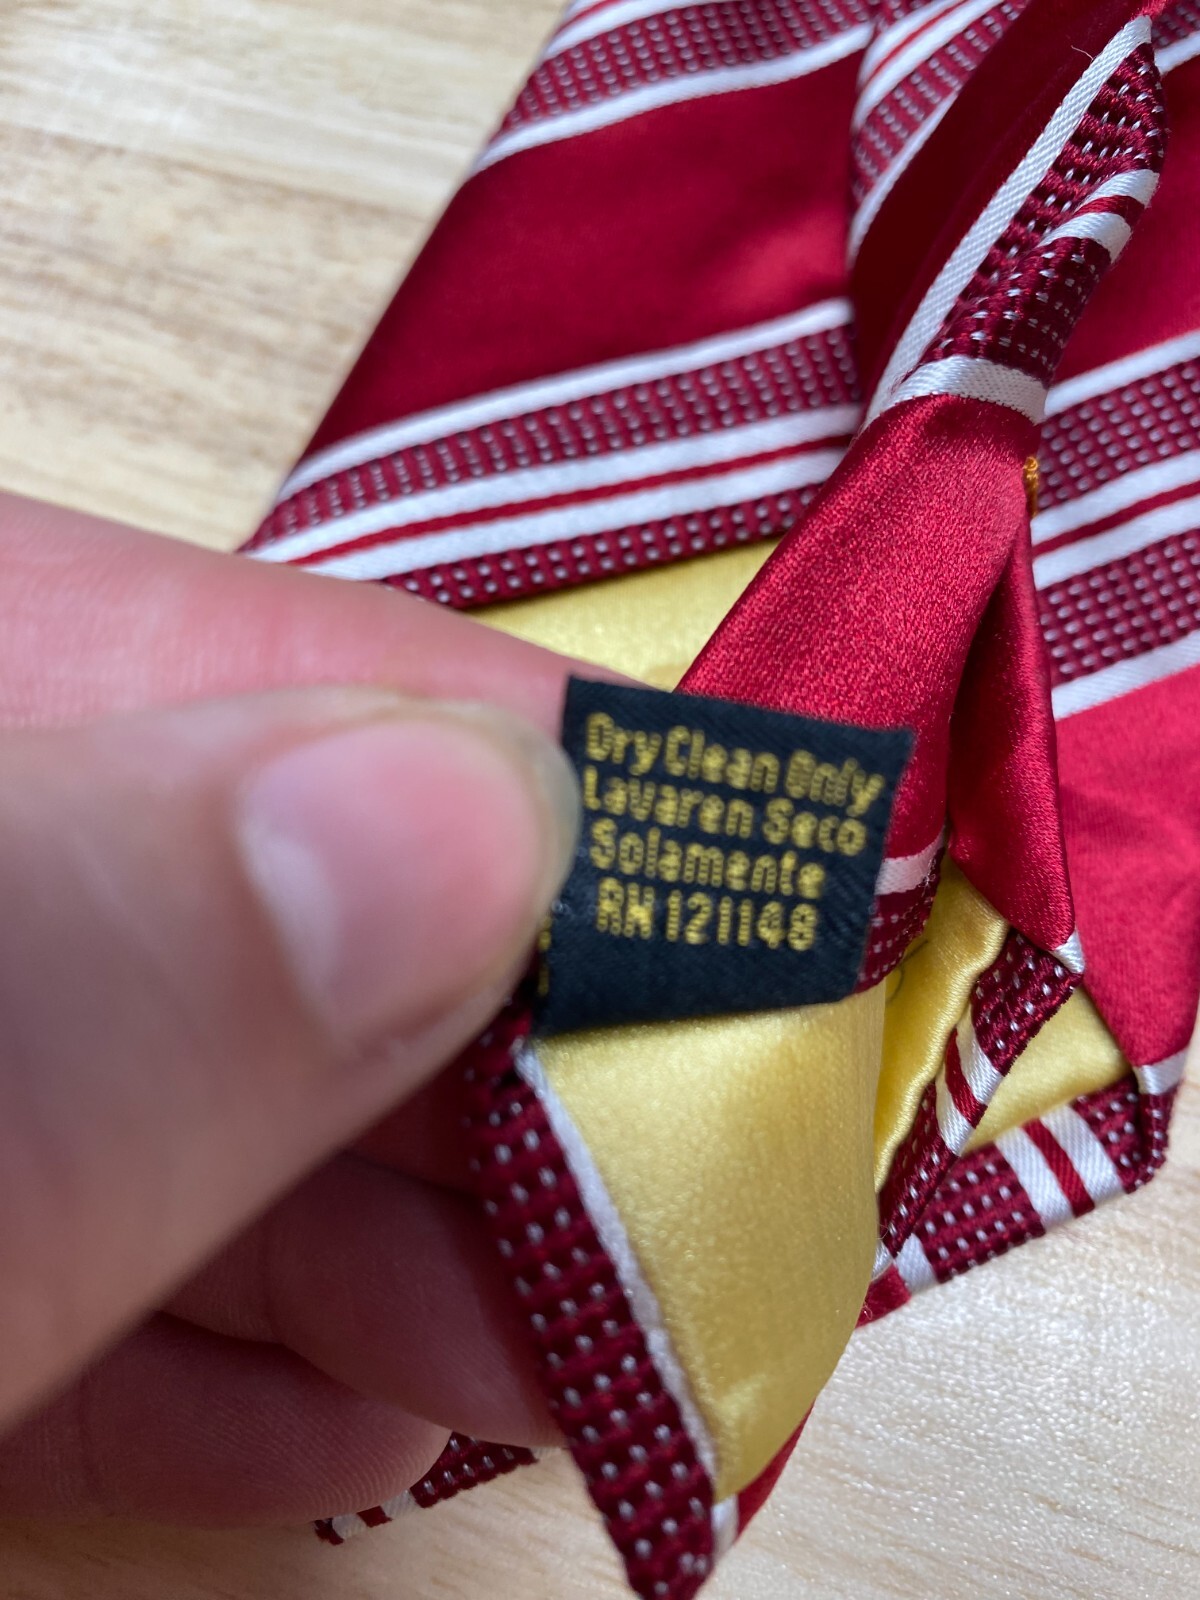 Dry Clean Only
Lavaren Seco
Solamente
RN 121148